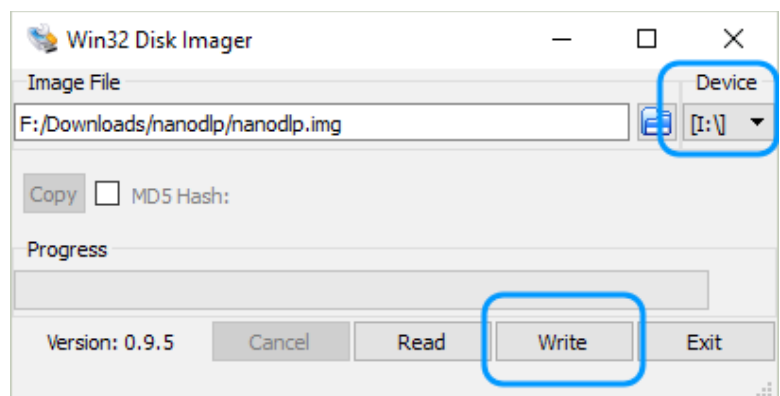 Win32 Disk Imager
Image File
Device
F:/Downloads/nanodlp/nanodlp.img
[I:\]
Copy
MD5 Hash:
Progress
Version: 0.9.5
Cancel
Read
Write
Exit